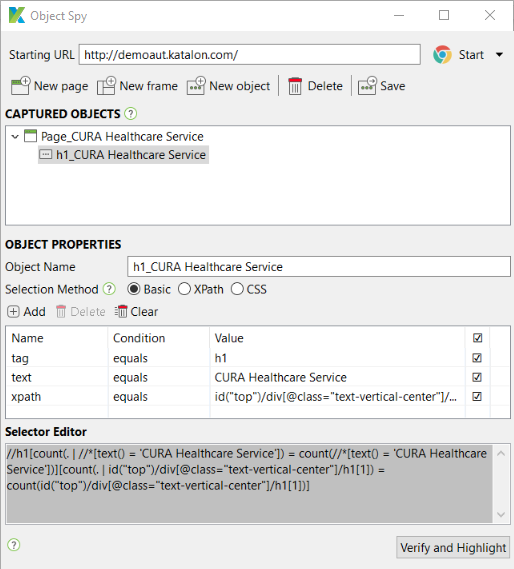 Object Spy
Starting URL http://demoaut.katalon.com/ Start
New page New frame New object Delete Save
CAPTURED OBJECTS ?
Page_CURA Healthcare Service
h1_CURA Healthcare Service
OBJECT PROPERTIES
Object Name h1_CURA Healthcare Service
Selection Method ? Basic XPath CSS
Add Delete Clear
Name Condition Value
tag equals h1
text equals CURA Healthcare Service
xpath equals id("top")/div[@class="text-vertical-center"]/...
Selector Editor
//h1[count(. | //*[text() = 'CURA Healthcare Service']) = count(//*[text() = 'CURA Healthcare
Service'])][count(. | id("top")/div[@class="text-vertical-center"]/h1[1]) =
count(id("top")/div[@class="text-vertical-center"]/h1[1])]
? Verify and Highlight